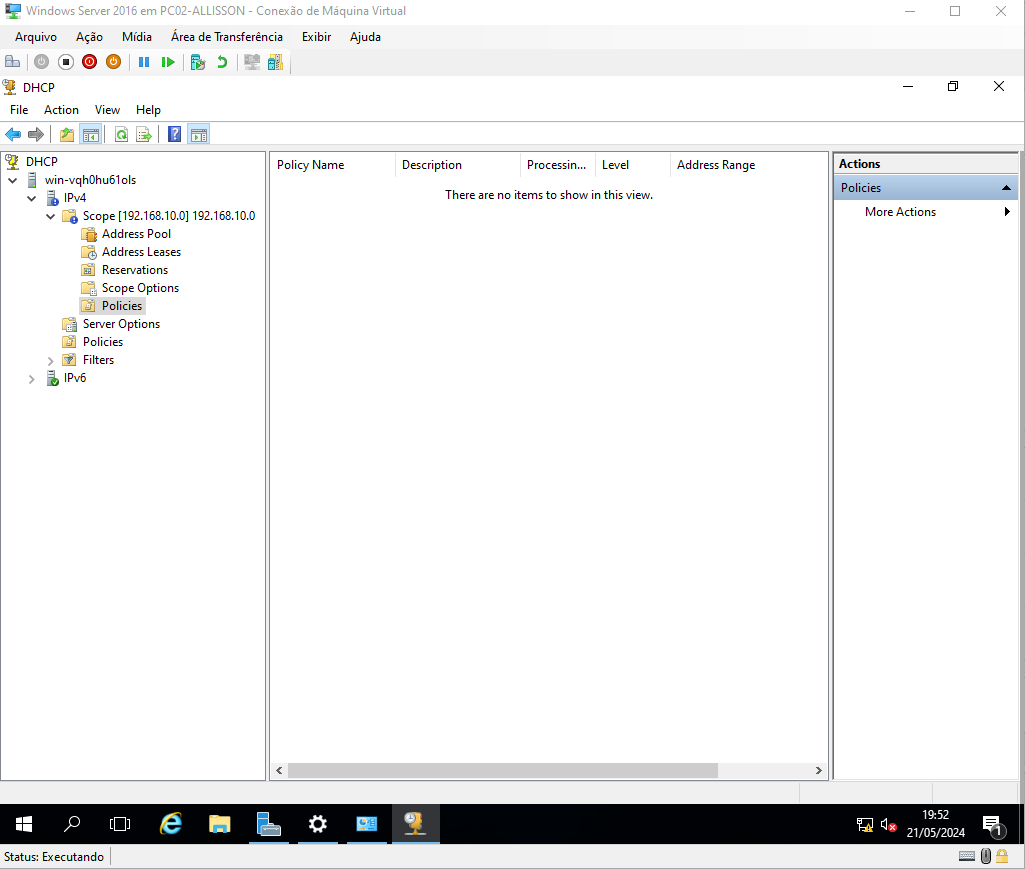 Windows Server 2016 em PC02-ALLISSON - Conexão de Máquina Virtual
Arquivo Ação Mídia Área de Transferência Exibir Ajuda
DHCP
File Action View Help
DHCP
win-vqh0hu61ols
IPv4
Scope [192.168.10.0] 192.168.10.0
Address Pool
Address Leases
Reservations
Scope Options
Policies
Server Options
Policies
Filters
IPv6
Policy Name Description Processin... Level Address Range
There are no items to show in this view.
Actions
Policies
More Actions
19:52
21/05/2024
1
Status: Executando